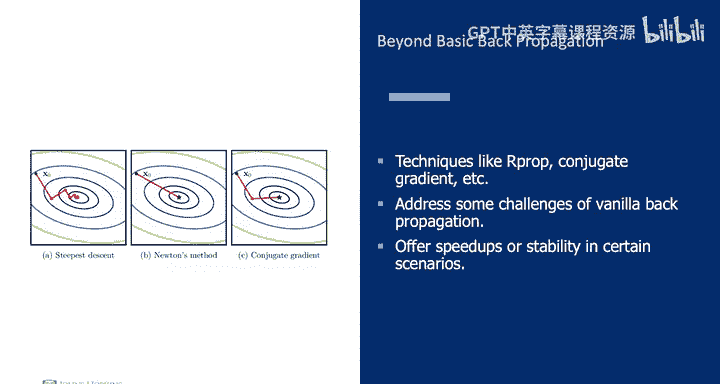 Beyond Basic Back Propagation
GPT中英字幕课程资源
bilibili
Techniques like Rprop, conjugate
gradient, etc.
Address some challenges of vanilla back
propagation.
Offer speedups or stability in certain
scenarios.
x₀
x₀
x₀
(a) Steepest descent
(b) Newton's method
(c) Conjugate gradient